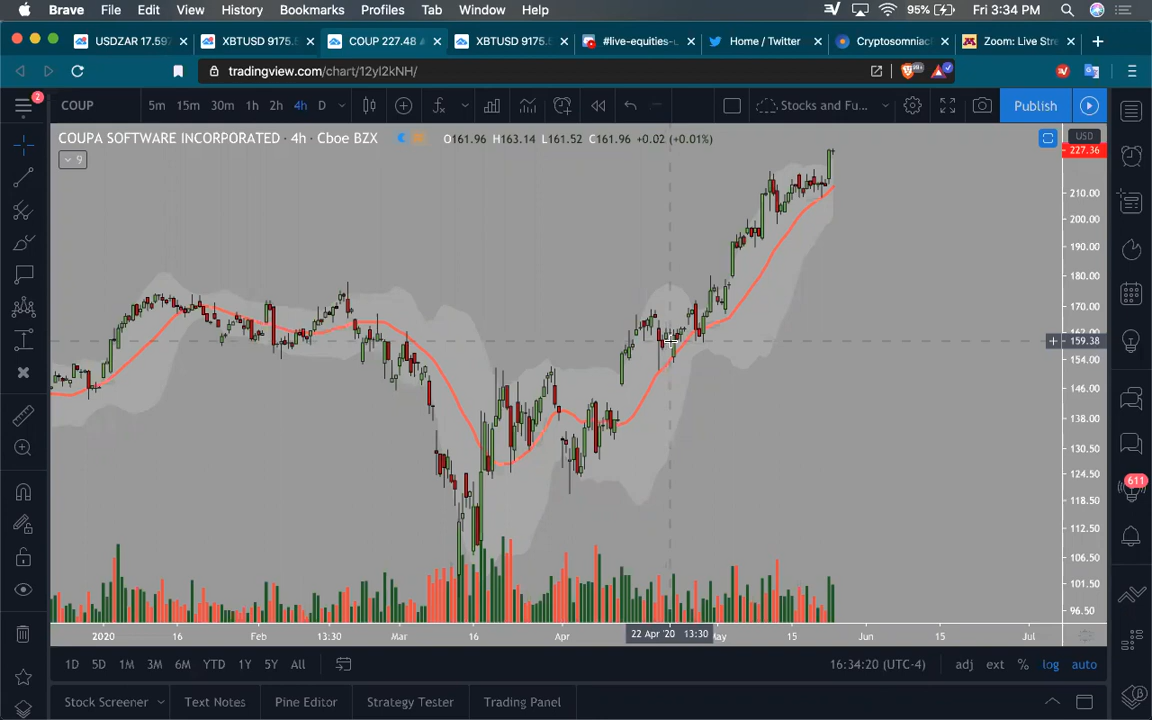 Brave File Edit View History Bookmarks Profiles Tab Window Help 95% Fri 3:34 PM
USDZAR 17.597 XBTUSD 9175.5 COUP 227.48 XBTUSD 9175.5 #live-equities- Home / Twitter Cryptosomniac Zoom: Live Stre
tradingview.com/chart/12yl2kNH/
2 COUP 5m 15m 30m 1h 2h 4h D Stocks and Fu... Publish
COUPA SOFTWARE INCORPORATED · 4h · Cboe BZX O161.96 H163.14 L161.52 C161.96 +0.02 (+0.01%) USD
9
227.36
210.00
200.00
190.00
180.00
170.00
162.00
159.38
154.00
146.00
138.00
130.50
124.50
118.50
112.50
106.50
101.50
96.50
611
2020 16 Feb 13:30 Mar 16 Apr 22 Apr '20 13:30 May 15 Jun 15 Jul
1D 5D 1M 3M 6M YTD 1Y 5Y All 16:34:20 (UTC-4) adj ext % log auto
Stock Screener Text Notes Pine Editor Strategy Tester Trading Panel